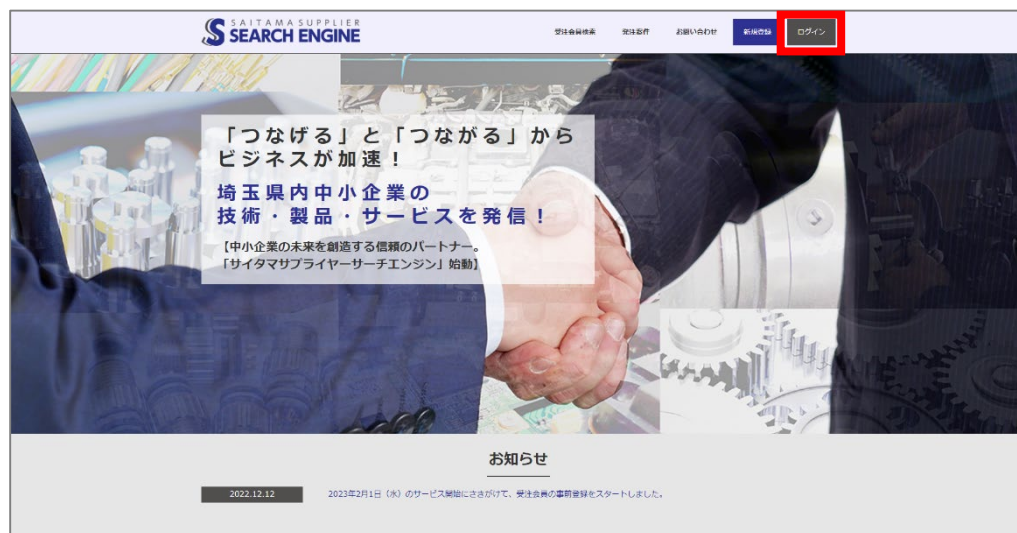 SAITAMA SUPPLIER
SEARCH ENGINE
受注会員検索
発注案件
お問い合わせ
新規登録
ログイン
「つなげる」と「つながる」から
ビジネスが加速！
埼玉県内中小企業の
技術・製品・サービスを発信！
【中小企業の未来を創造する信頼のパートナー。
「サイタマサプライヤーサーチエンジン」始動】
お知らせ
2022.12.12
2023年2月1日（水）のサービス開始にさきがけて、受注会員の事前登録をスタートしました。